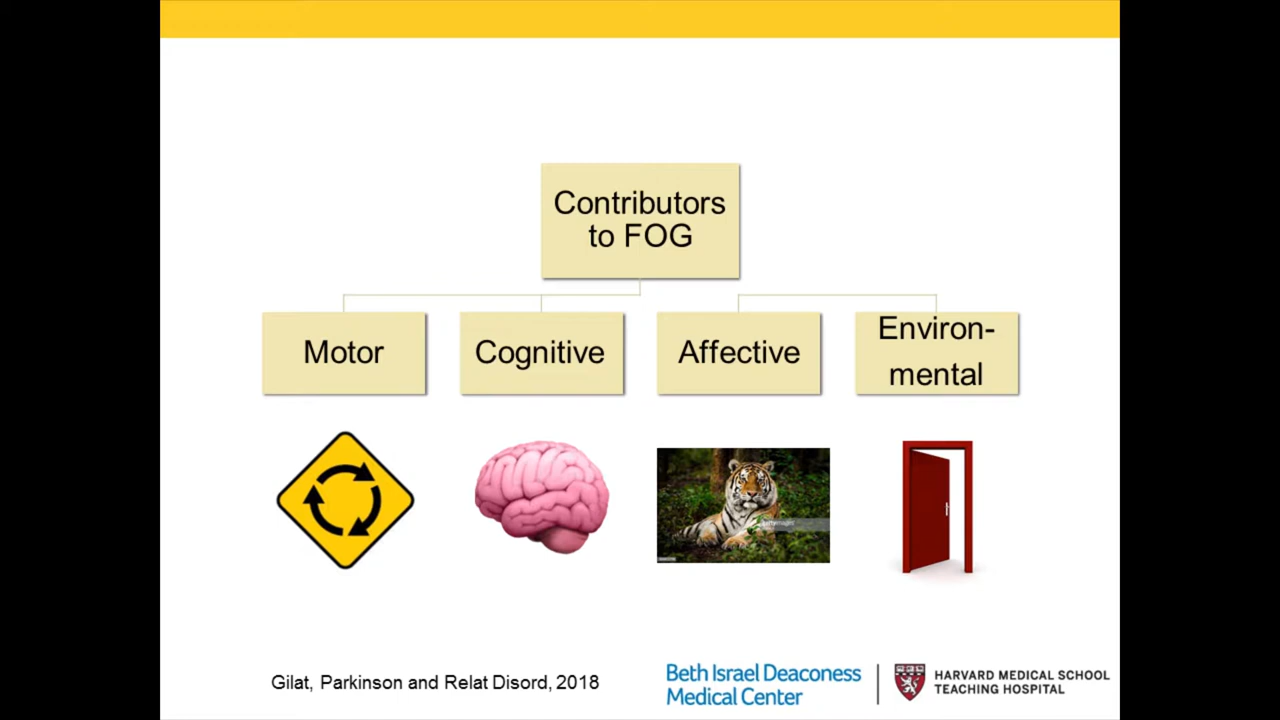 Contributors
to FOG
Motor
Cognitive
Affective
Environ-
mental
gettyimages
Gilat, Parkinson and Relat Disord, 2018
Beth Israel Deaconess
Medical Center
HARVARD MEDICAL SCHOOL
TEACHING HOSPITAL